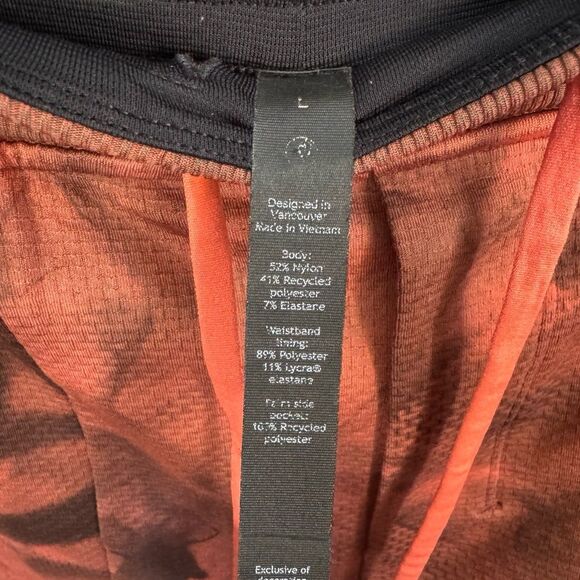 L
Designed in
Vancouver
Made in Vietnam
Body:
52% Nylon
41% Recycled
polyester
7% Elastane
Waistband
lining:
89% Polyester
11% Lycra®
elastane
side
pocket:
100% Recycled
polyester
Exclusive of
decoration